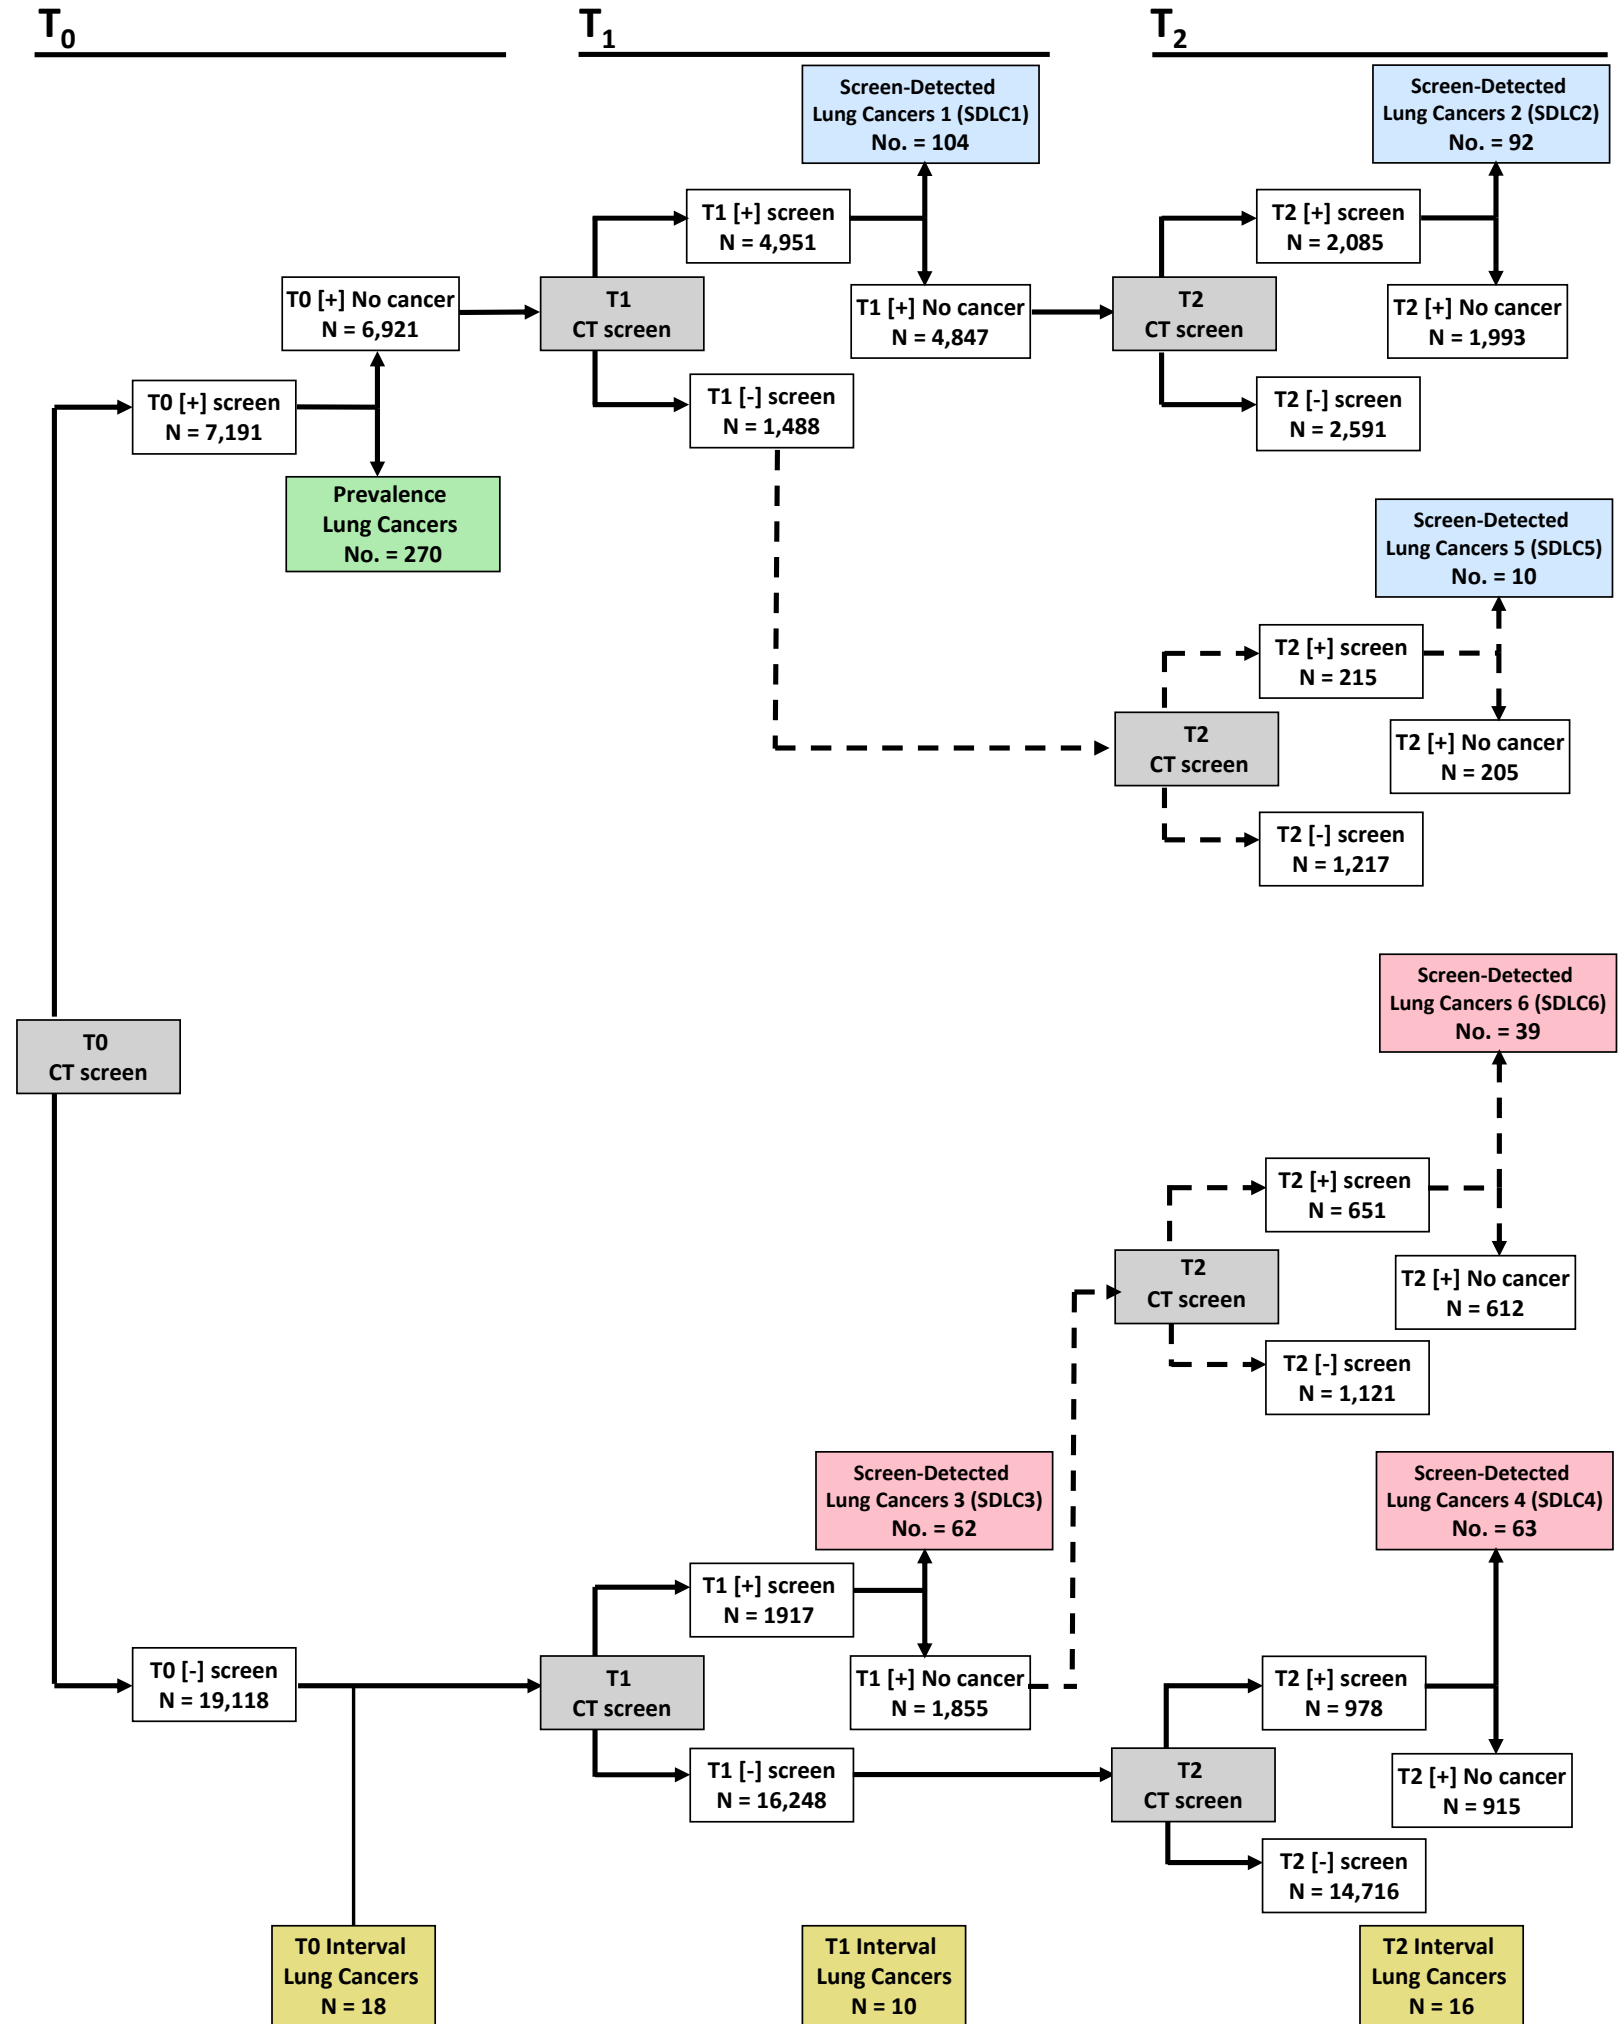 T0
T1
T2
Screen-Detected
Lung Cancers 1 (SDLC1)
No. = 104
Screen-Detected
Lung Cancers 2 (SDLC2)
No. = 92
T1 [+] screen
N = 4,951
T2 [+] screen
N = 2,085
T0 [+] No cancer
N = 6,921
T1
CT screen
T1 [+] No cancer
N = 4,847
T2
CT screen
T2 [+] No cancer
N = 1,993
T0 [+] screen
N = 7,191
T1 [-] screen
N = 1,488
T2 [-] screen
N = 2,591
Prevalence
Lung Cancers
No. = 270
Screen-Detected
Lung Cancers 5 (SDLC5)
No. = 10
T2 [+] screen
N = 215
T2
CT screen
T2 [+] No cancer
N = 205
T2 [-] screen
N = 1,217
Screen-Detected
Lung Cancers 6 (SDLC6)
No. = 39
T0
CT screen
T2 [+] screen
N = 651
T2
CT screen
T2 [+] No cancer
N = 612
T2 [-] screen
N = 1,121
Screen-Detected
Lung Cancers 3 (SDLC3)
No. = 62
Screen-Detected
Lung Cancers 4 (SDLC4)
No. = 63
T1 [+] screen
N = 1917
T0 [-] screen
N = 19,118
T1
CT screen
T1 [+] No cancer
N = 1,855
T2 [+] screen
N = 978
T1 [-] screen
N = 16,248
T2
CT screen
T2 [+] No cancer
N = 915
T2 [-] screen
N = 14,716
T0 Interval
Lung Cancers
N = 18
T1 Interval
Lung Cancers
N = 10
T2 Interval
Lung Cancers
N = 16